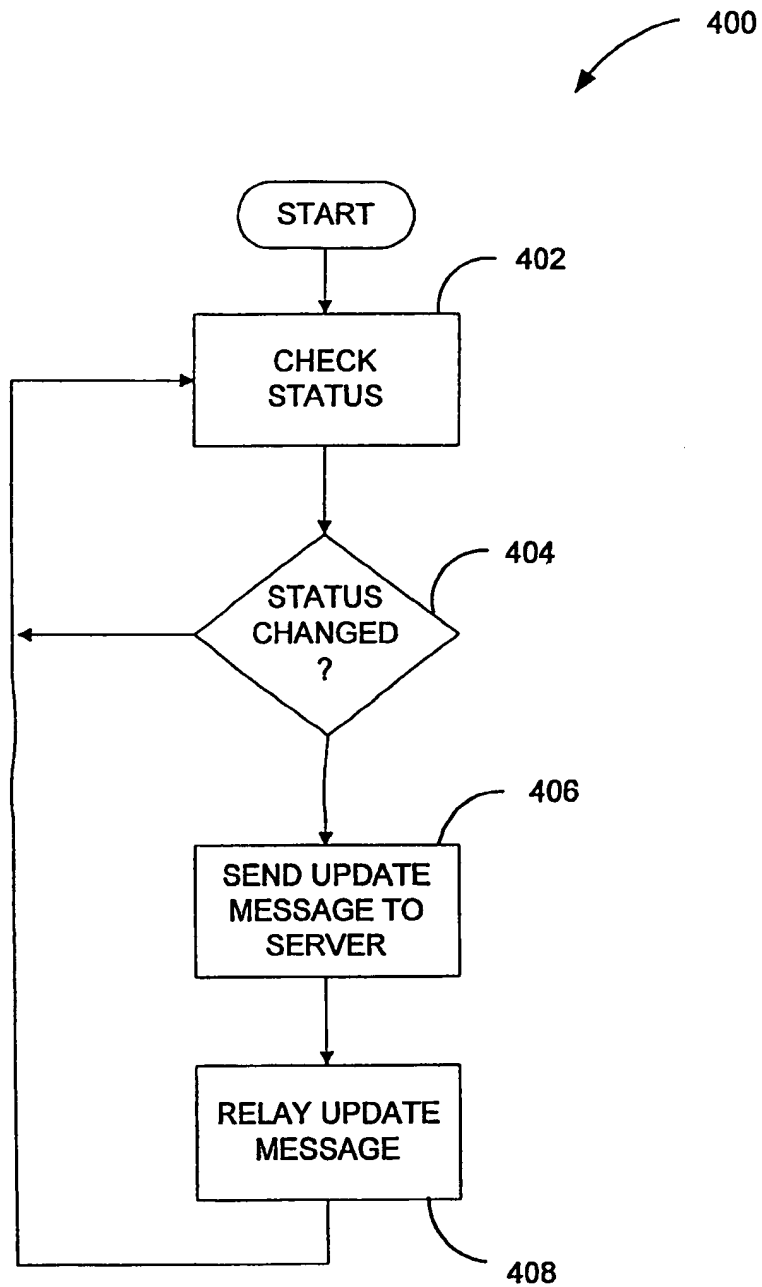 400
START
402
CHECK
STATUS
404
STATUS
CHANGED
?
406
SEND UPDATE
MESSAGE TO
SERVER
RELAY UPDATE
MESSAGE
408